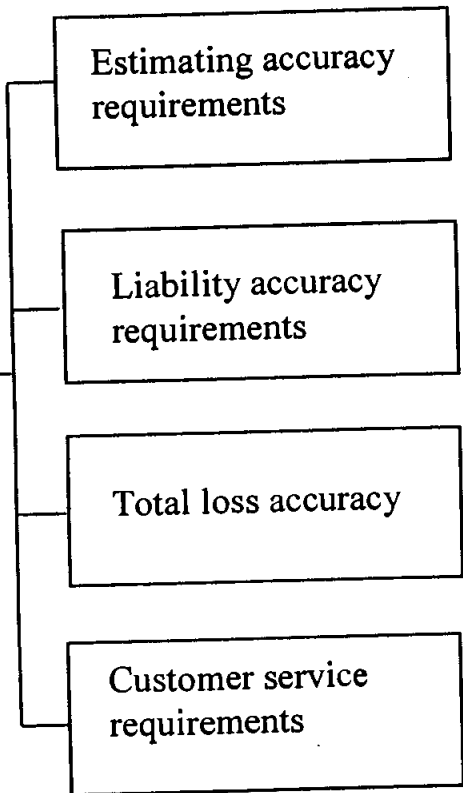 Estimating accuracy
requirements
Liability accuracy
requirements
Total loss accuracy
Customer service
requirements